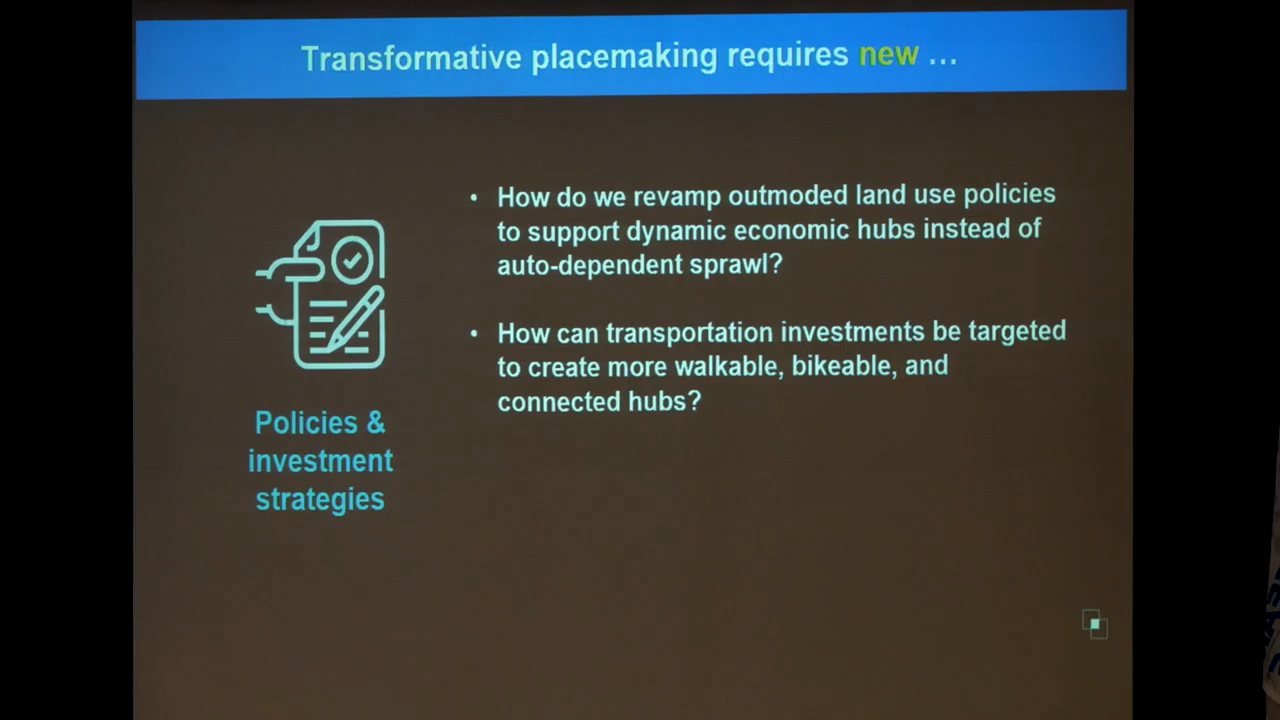 Transformative placemaking requires new ...
• How do we revamp outmoded land use policies
to support dynamic economic hubs instead of
auto-dependent sprawl?
• How can transportation investments be targeted
to create more walkable, bikeable, and
connected hubs?
Policies &
investment
strategies